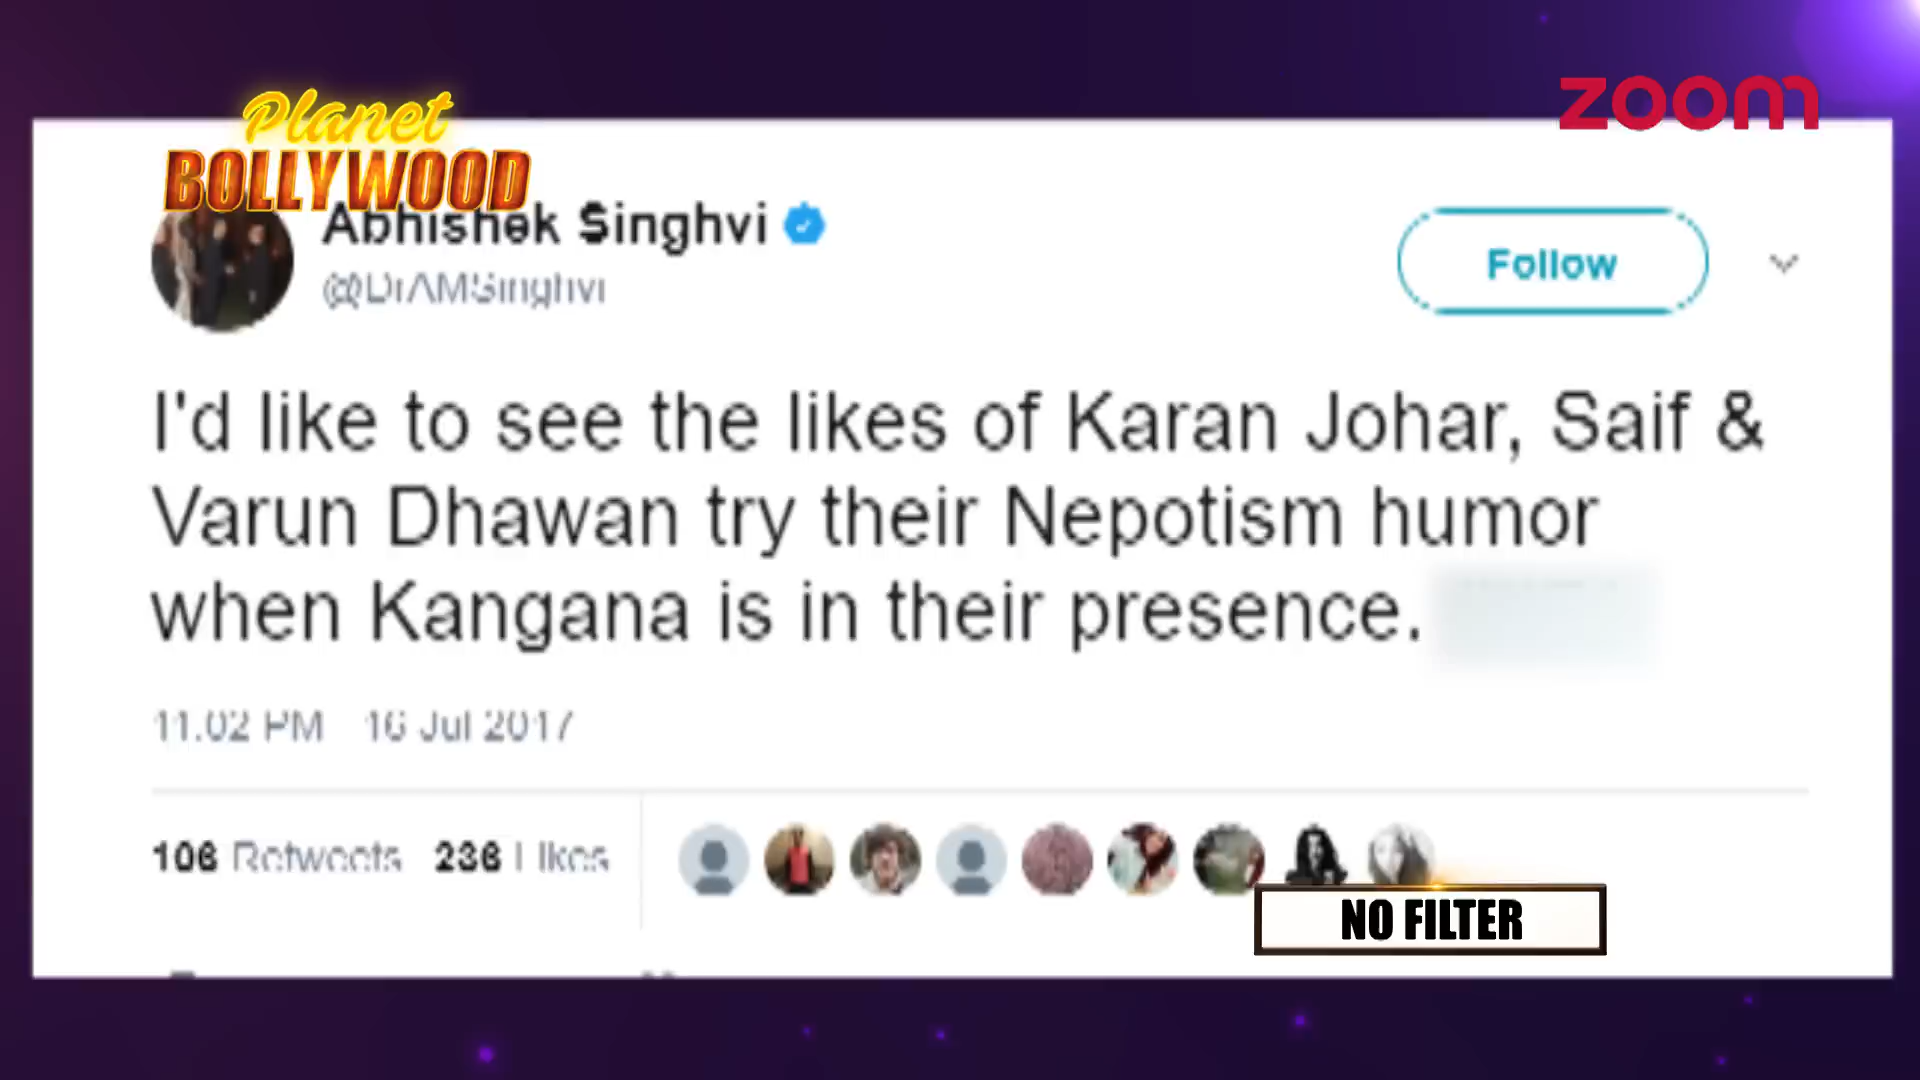 Planet
BOLLYWOOD
zoom
Abhishek Singhvi
@DrAMSinghvi
Follow
I'd like to see the likes of Karan Johar, Saif &
Varun Dhawan try their Nepotism humor
when Kangana is in their presence.
11:02 PM 16 Jul 2017
106 Retweets 236 Likes
NO FILTER